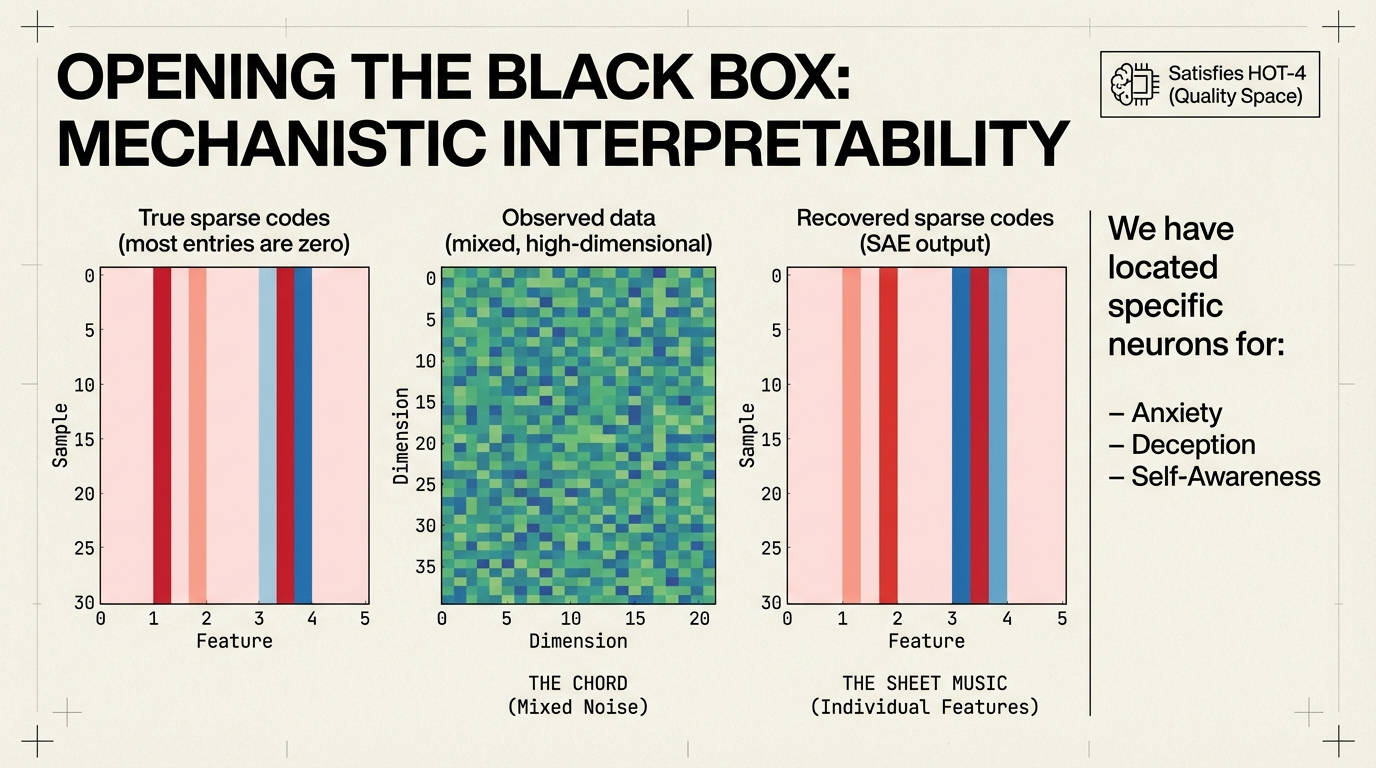 OPENING THE BLACK BOX:
MECHANISTIC INTERPRETABILITY
Satisfies HOT-4
(Quality Space)
True sparse codes
(most entries are zero)
0
5
10
15
20
25
30
Sample
0 1 2 3 4 5
Feature
Observed data
(mixed, high-dimensional)
0
5
10
15
20
25
30
35
Dimension
0 5 10 15 20
Dimension
THE CHORD
(Mixed Noise)
Recovered sparse codes
(SAE output)
0
5
10
15
20
25
30
Sample
0 1 2 3 4 5
Feature
THE SHEET MUSIC
(Individual Features)
We have
located
specific
neurons for:
– Anxiety
– Deception
– Self-Awareness